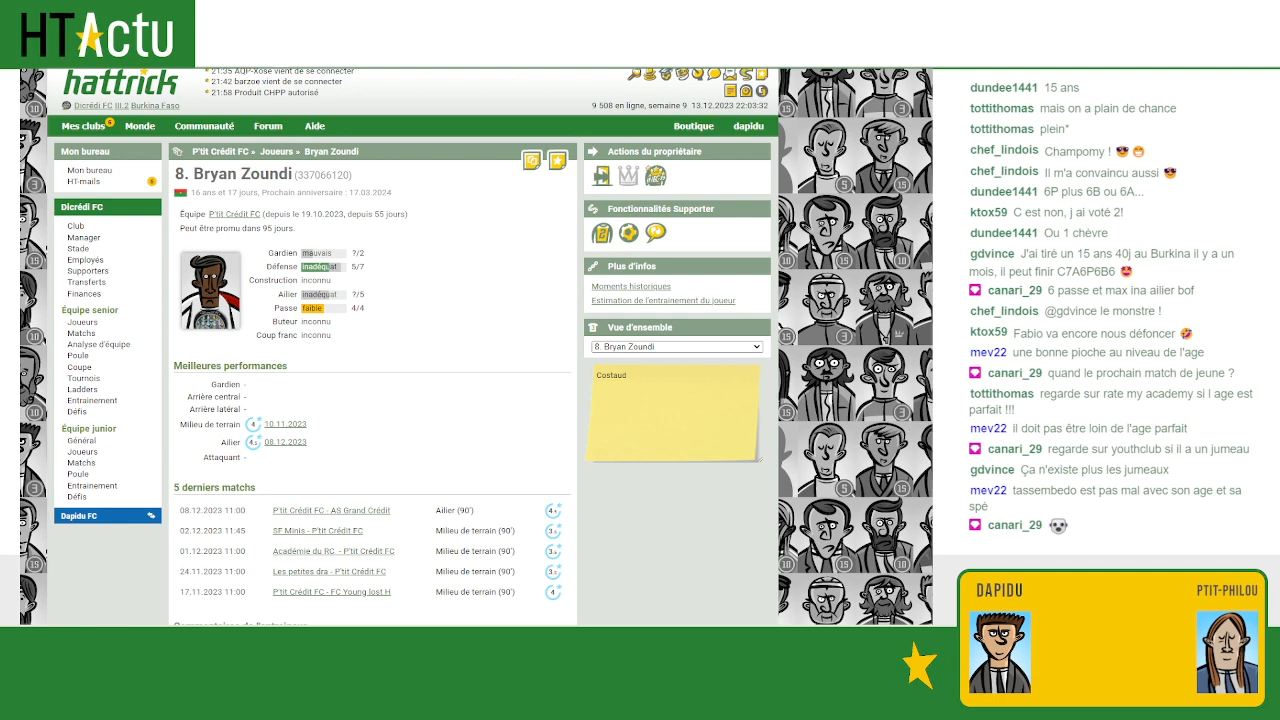 HT Actu
21:35 AQP-Xose vient de se connecter
21:42 barzoe vient de se connecter
21:58 Produit CHPP autorisé
hattrick
Dicrédi FC III.2 Burkina Faso
9 508 en ligne, semaine 9 13.12.2023 22:03:32
Mes clubs 6 Monde Communauté Forum Aide Boutique dapidu
Mon bureau
Mon bureau
HT-mails 6
Dicrédi FC
Club
Manager
Stade
Employés
Supporters
Transferts
Finances
Équipe senior
Joueurs
Matchs
Analyse d'équipe
Poule
Coupe
Tournois
Ladders
Entrainement
Défis
Équipe junior
Général
Joueurs
Matchs
Poule
Entrainement
Défis
Dapidu FC
P'tit Crédit FC » Joueurs » Bryan Zoundi
8. Bryan Zoundi (337066120)
16 ans et 17 jours, Prochain anniversaire : 17.03.2024
Équipe P'tit Crédit FC (depuis le 19.10.2023, depuis 55 jours)
Peut être promu dans 95 jours.
Gardien mauvais ?/2
Défense inadéquat 5/7
Construction inconnu
Ailier inadéquat ?/5
Passe faible 4/4
Buteur inconnu
Coup franc inconnu
Meilleures performances
Gardien -
Arrière central -
Arrière latéral -
Milieu de terrain 4 10.11.2023
Ailier 4.5 08.12.2023
Attaquant -
5 derniers matchs
08.12.2023 11:00 P'tit Crédit FC - AS Grand Crédit Ailier (90')
02.12.2023 11:45 SF Minis - P'tit Crédit FC Milieu de terrain (90')
01.12.2023 11:00 Académie du RC - P'tit Crédit FC Milieu de terrain (90')
24.11.2023 11:00 Les petites dra - P'tit Crédit FC Milieu de terrain (90')
17.11.2023 11:00 P'tit Crédit FC - FC Young lost H Milieu de terrain (90') 4
Actions du propriétaire
Fonctionnalités Supporter
Plus d'infos
Moments historiques
Estimation de l'entrainement du joueur
Vue d'ensemble
8. Bryan Zoundi
Costaud
dundee1441 15 ans
tottithomas mais on a plain de chance
tottithomas plein*
chef_lindois Champomy ! 😎 😁
chef_lindois Il m'a convaincu aussi 😎
dundee1441 6P plus 6B ou 6A...
ktox59 C est non, j ai voté 2!
dundee1441 Ou 1 chèvre
gdvince J'ai tiré un 15 ans 40j au Burkina il y a un
mois, il peut finir C7A6P6B6 🤩
canari_29 6 passe et max ina ailier bof
chef_lindois @gdvince le monstre !
ktox59 Fabio va encore nous défoncer 🤣
mev22 une bonne pioche au niveau de l'age
canari_29 quand le prochain match de jeune ?
tottithomas regarde sur rate my academy si l age est
parfait !!!
mev22 il doit pas être loin de l'age parfait
canari_29 regarde sur youthclub si il a un jumeau
gdvince Ça n'existe plus les jumeaux
mev22 tassembedo est pas mal avec son age et sa
spé
canari_29
DAPIDU
PTIT-PHILOU